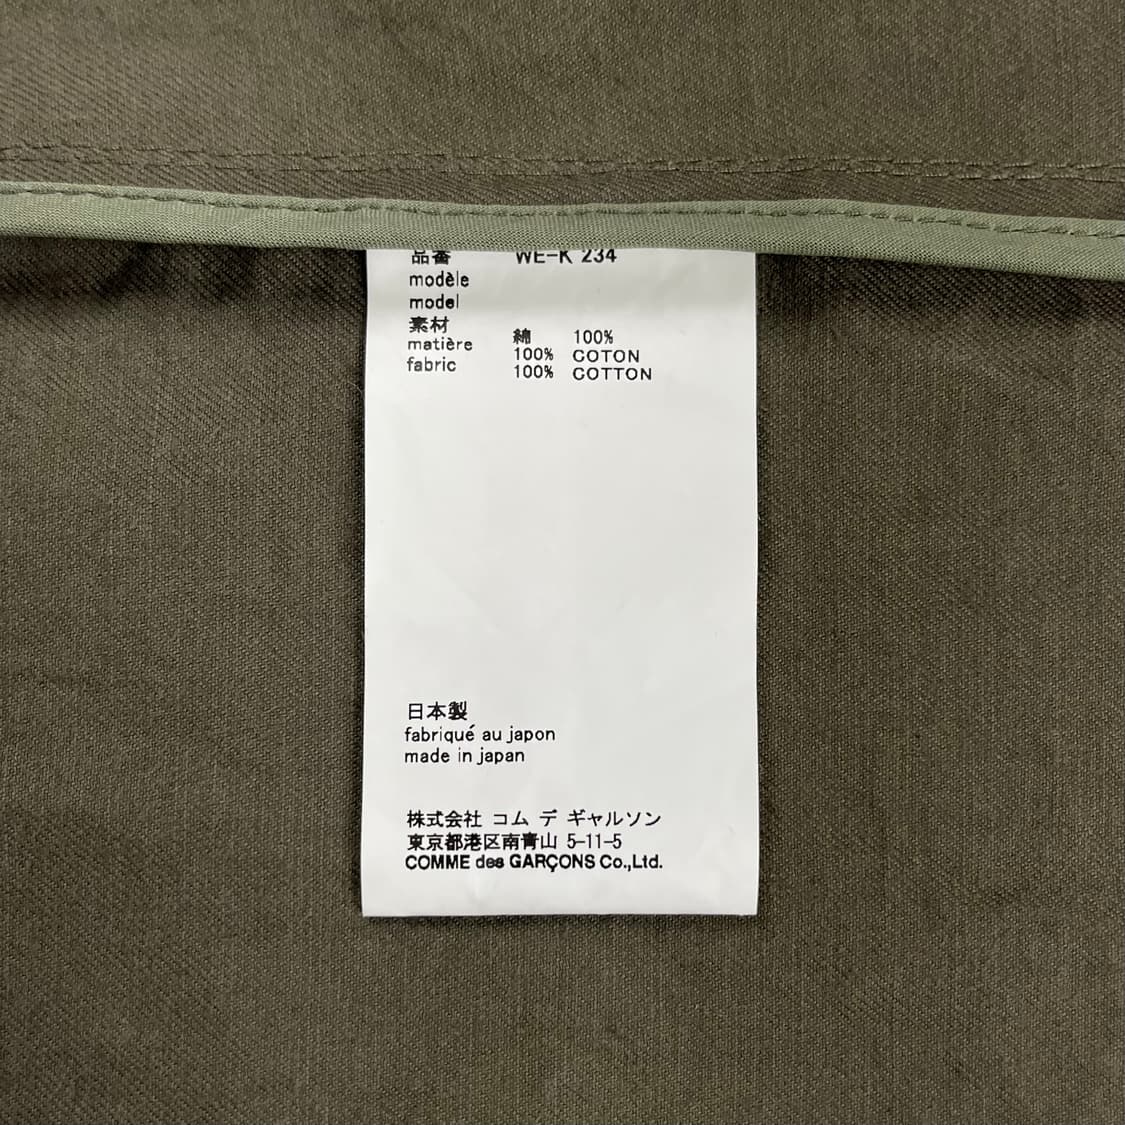 品番 WE-K 234
modèle
model
素材
matière 綿 100%
fabric 100% COTON
100% COTTON
日本製
fabriqué au japon
made in japan
株式会社 コム デ ギャルソン
東京都港区南青山 5-11-5
COMME des GARÇONS Co.,Ltd.